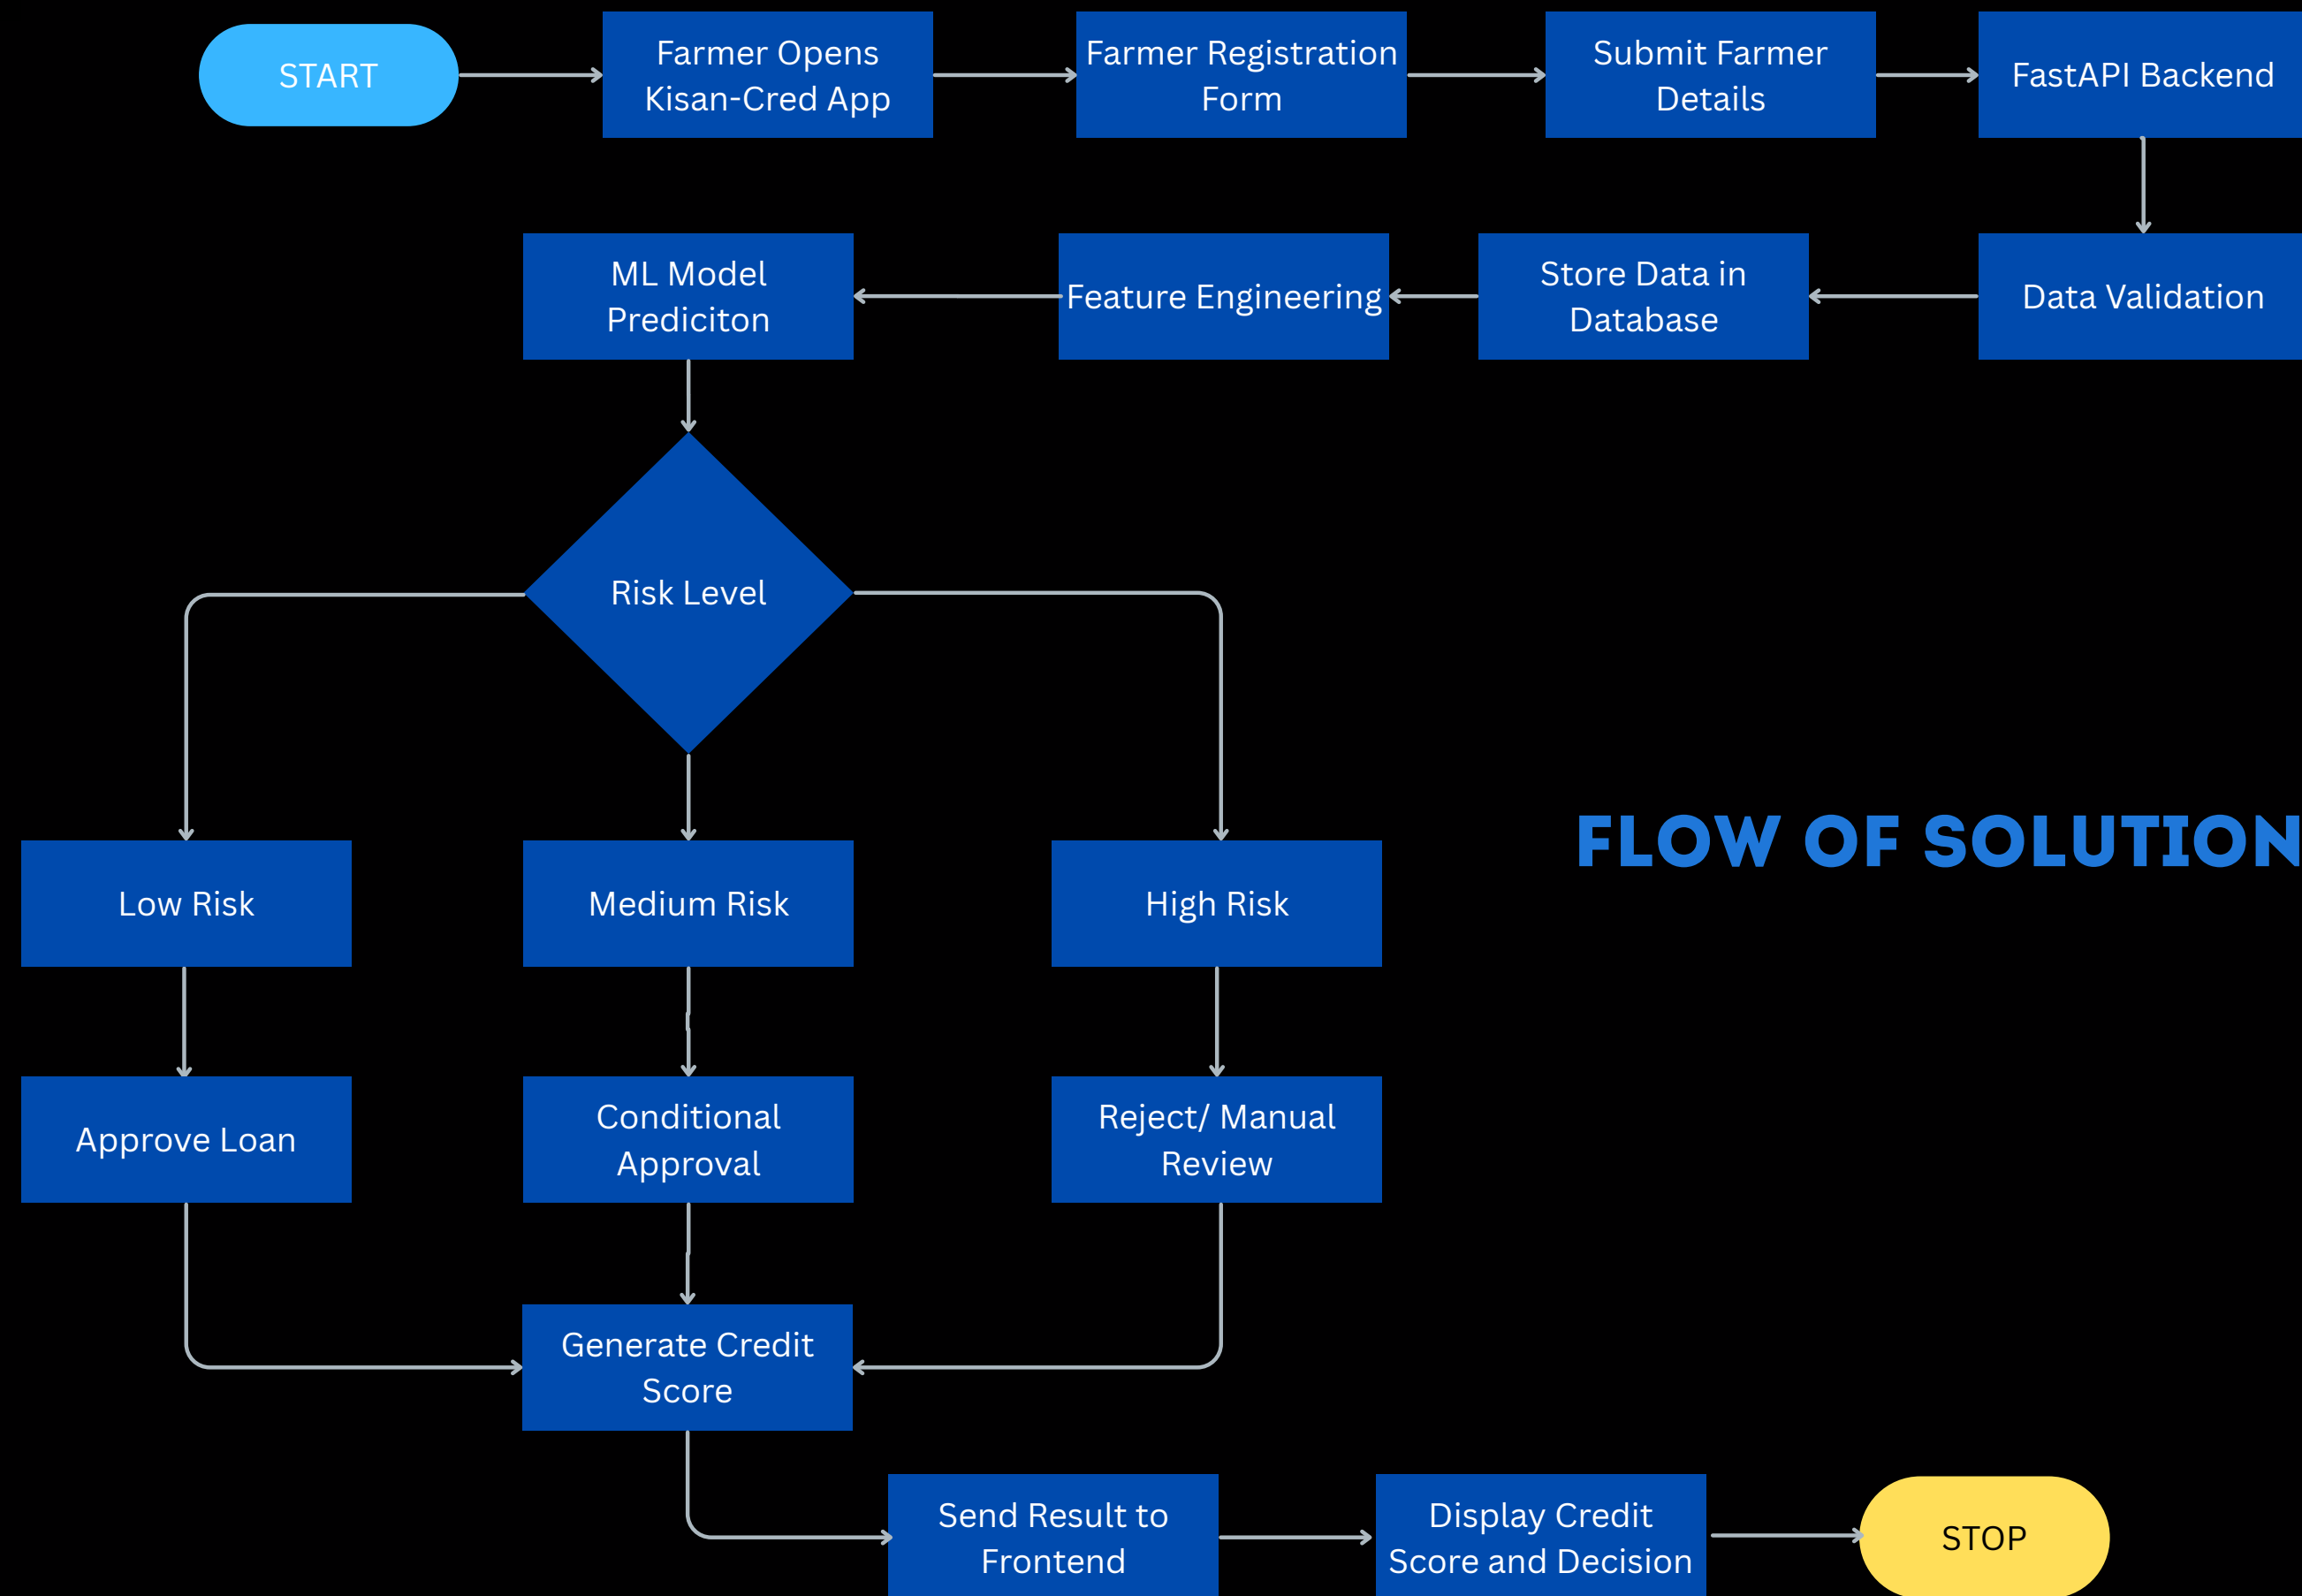 START
Farmer Opens
Kisan-Cred App
Farmer Registration
Form
Submit Farmer
Details
FastAPI Backend
Data Validation
Store Data in
Database
Feature Engineering
ML Model
Prediciton
Risk Level
Low Risk
Medium Risk
High Risk
FLOW OF SOLUTION
Approve Loan
Conditional
Approval
Reject/ Manual
Review
Generate Credit
Score
Send Result to
Frontend
Display Credit
Score and Decision
STOP